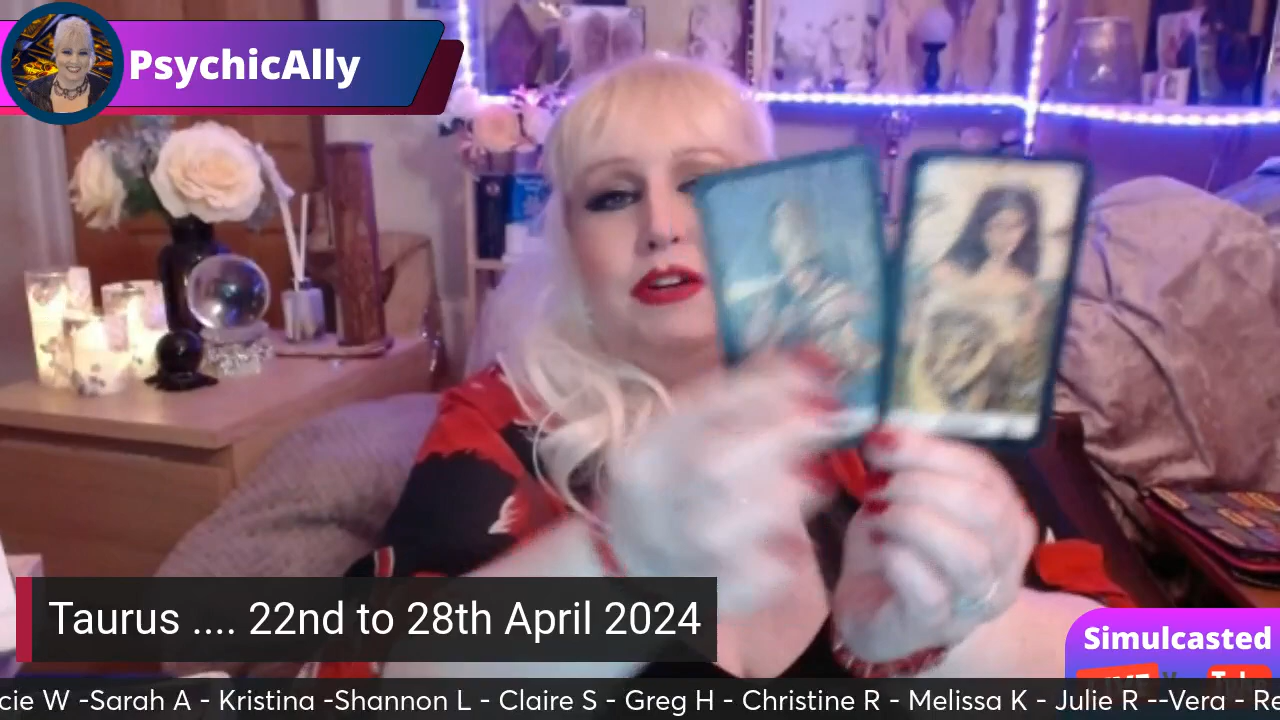 PsychicAlly
Taurus .... 22nd to 28th April 2024
Simulcasted
LIVE
cie W -Sarah A - Kristina -Shannon L - Claire S - Greg H - Christine R - Melissa K - Julie R --Vera - Re